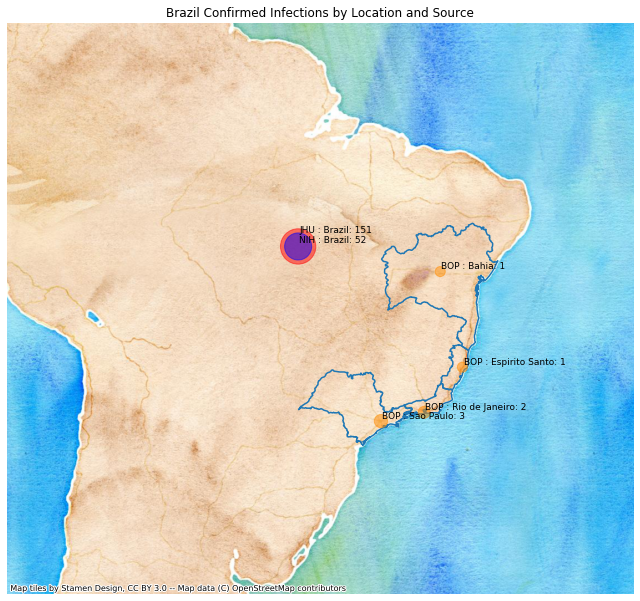 Brazil Confirmed Infections by Location and Source
JHU : Brazil: 151
NIH : Brazil: 52
BOP : Bahia: 1
BOP : Espirito Santo: 1
BOP : Rio de Janeiro: 2
BOP : Sao Paulo: 3
Map tiles by Stamen Design, CC BY 3.0 -- Map data (C) OpenStreetMap contributors